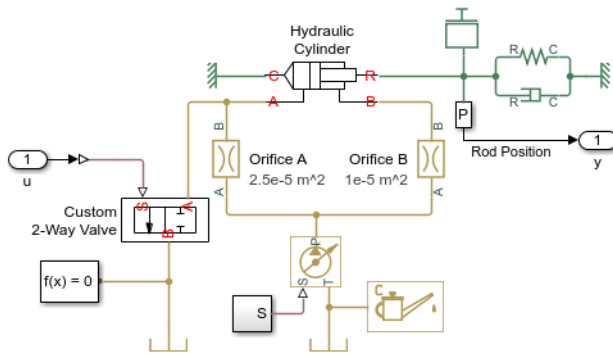 Hydraulic
Cylinder
C
R
A
B
R
C
R
C
P
Rod Position
1
y
B
Orifice A
2.5e-5 m^2
A
Orifice B
1e-5 m^2
B
A
1
u
S
A
B
Custom
2-Way Valve
f(x) = 0
P
S
T
S
C